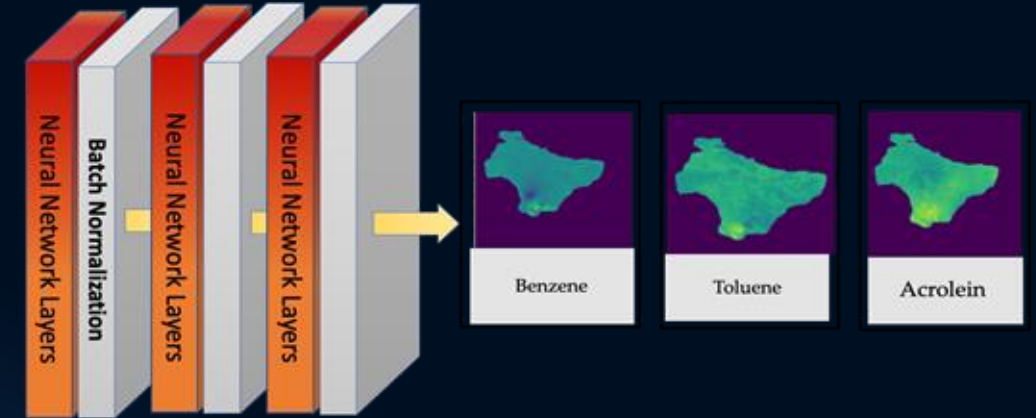 Neural Network Layers
Batch Normalization
Neural Network Layers
Neural Network Layers
Benzene
Toluene
Acrolein